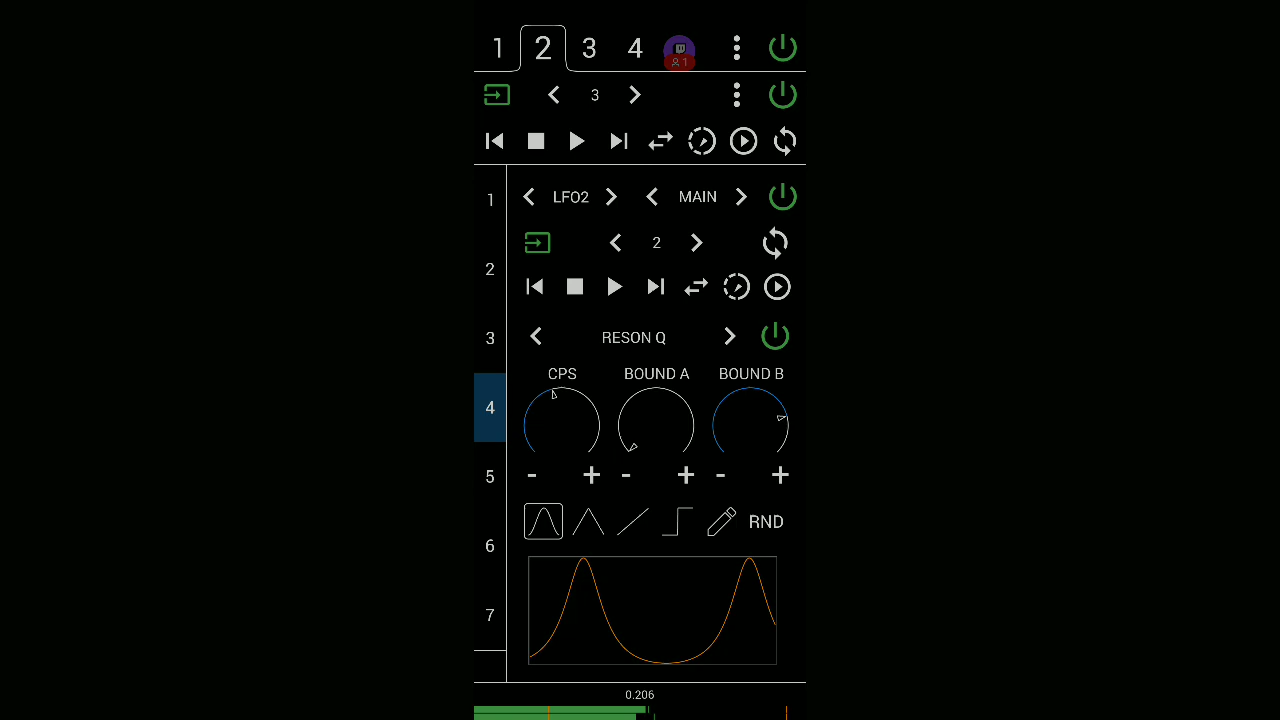 1 2 3 4 1
3
1 LFO2 MAIN
2 2
3 RESON Q
CPS BOUND A BOUND B
4
- + - + - +
5
RND
6
7
0.206